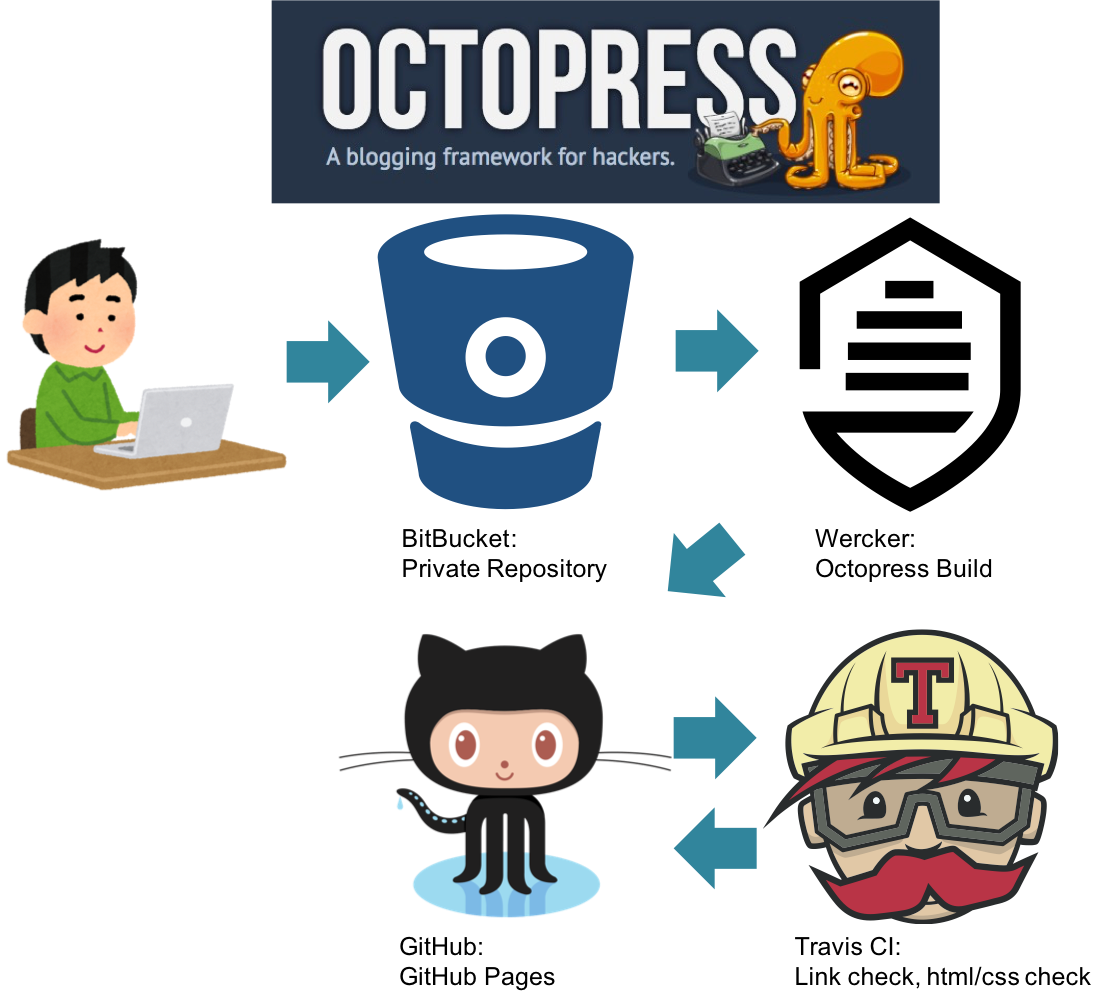 OCTOPRESS
A blogging framework for hackers.
BitBucket:
Private Repository
Wercker:
Octopress Build
T
GitHub:
GitHub Pages
Travis CI:
Link check, html/css check